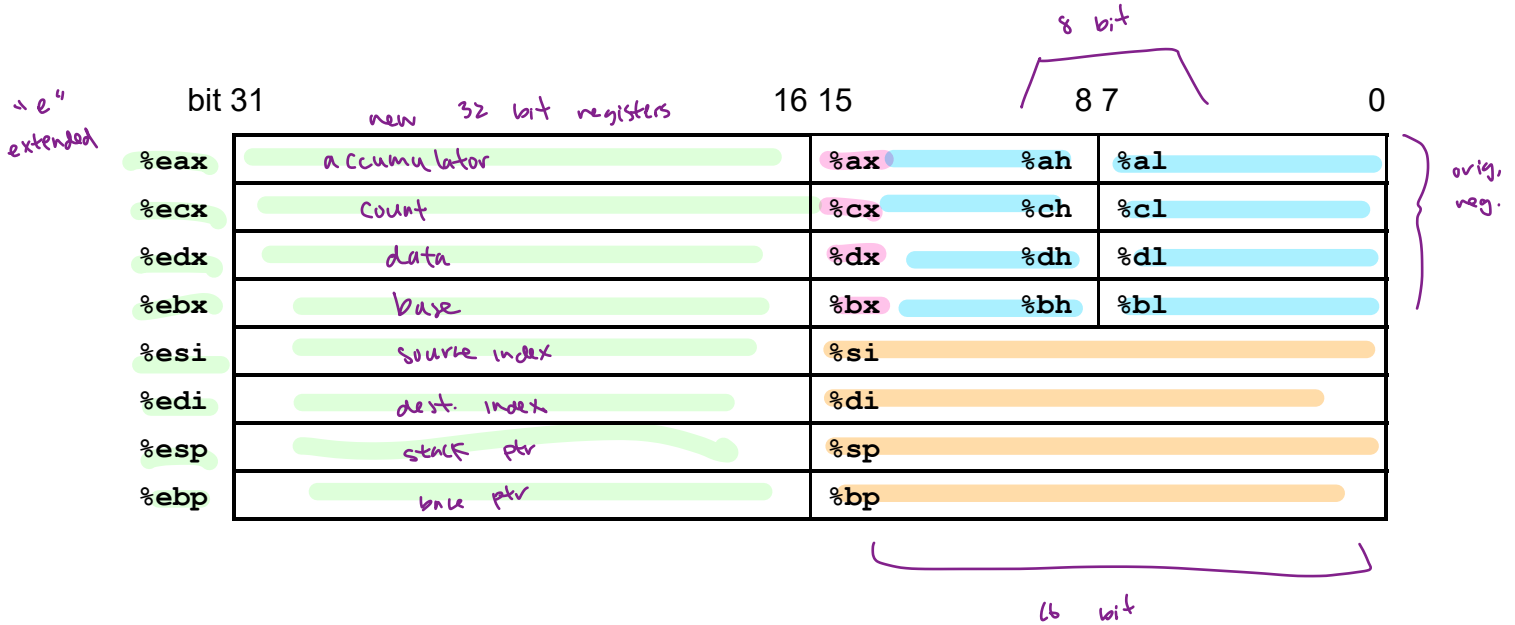 8 bit
"e"
extended
bit 31 16 15 8 7 0
new 32 bit registers
%eax accumulator %ax %ah %al
%ecx count %cx %ch %cl
%edx data %dx %dh %dl
%ebx base %bx %bh %bl
orig.
reg.
%esi source index %si
%edi dest. index %di
%esp stack ptr %sp
%ebp base ptr %bp
16 bit